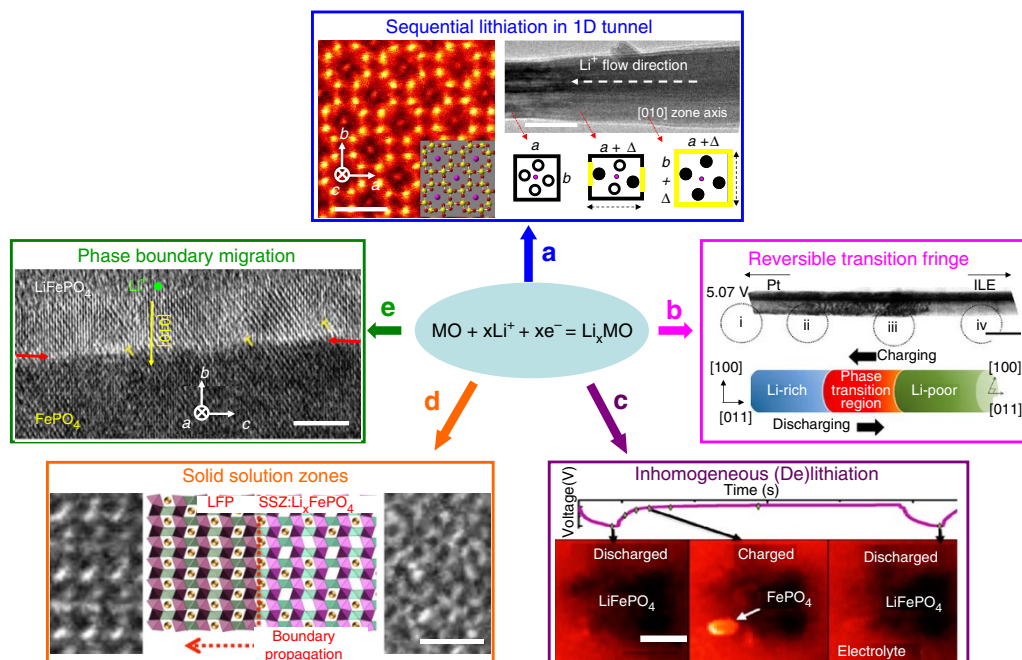 Sequential lithiation in 1D tunnel
b
c
a
Li⁺ flow direction
[010] zone axis
a
b
a + Δ
a +Δ
b
+
Δ
a
Phase boundary migration
LiFePO₄
Li⁺
[010]
FePO₄
b
a
c
e
MO + xLi⁺ + xe⁻ = LiₓMO
b
Reversible transition fringe
Pt
ILE
5.07 V
i
ii
iii
iv
Charging
[100]
[011]
Li-rich
Phase
transition
region
Li-poor
[100]
[011]
Discharging
d
c
Solid solution zones
LFP
SSZ:LiₓFePO₄
Boundary
propagation
Inhomogeneous (De)lithiation
Time (s)
Voltage(V)
Discharged
Charged
Discharged
LiFePO₄
FePO₄
LiFePO₄
Electrolyte